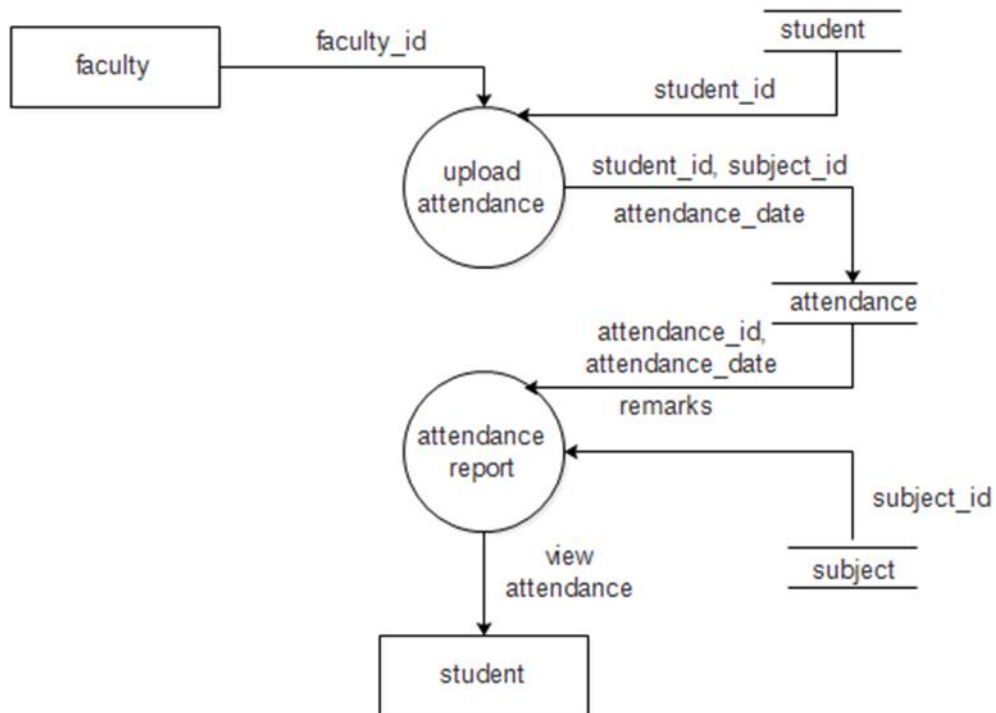 student
faculty_id
faculty
student_id
upload
attendance
student_id, subject_id
attendance_date
attendance
attendance_id,
attendance_date
remarks
attendance
report
subject_id
view
attendance
subject
student